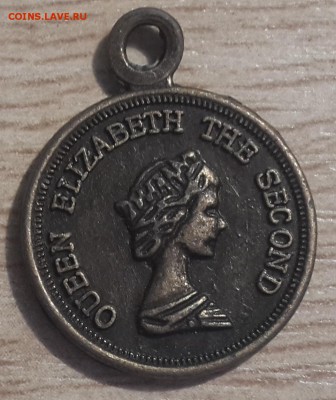 COINS.LAVE.RU
QUEEN ELIZABETH THE SECOND